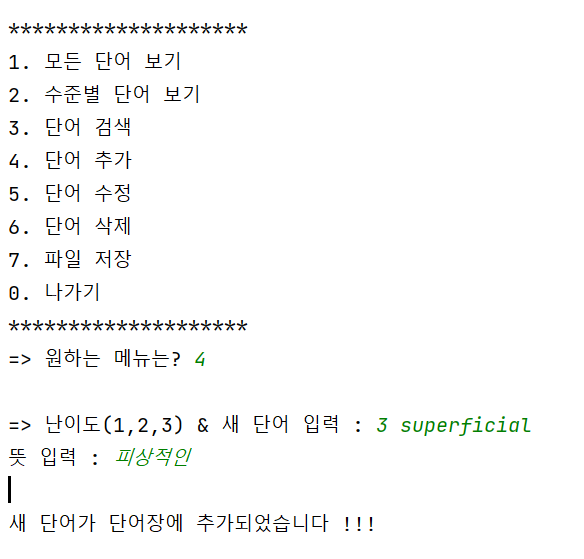 ********************
1. 모든 단어 보기
2. 수준별 단어 보기
3. 단어 검색
4. 단어 추가
5. 단어 수정
6. 단어 삭제
7. 파일 저장
0. 나가기
********************
=> 원하는 메뉴는? 4
=> 난이도(1,2,3) & 새 단어 입력 : 3 superficial
뜻 입력 : 피상적인
새 단어가 단어장에 추가되었습니다 !!!